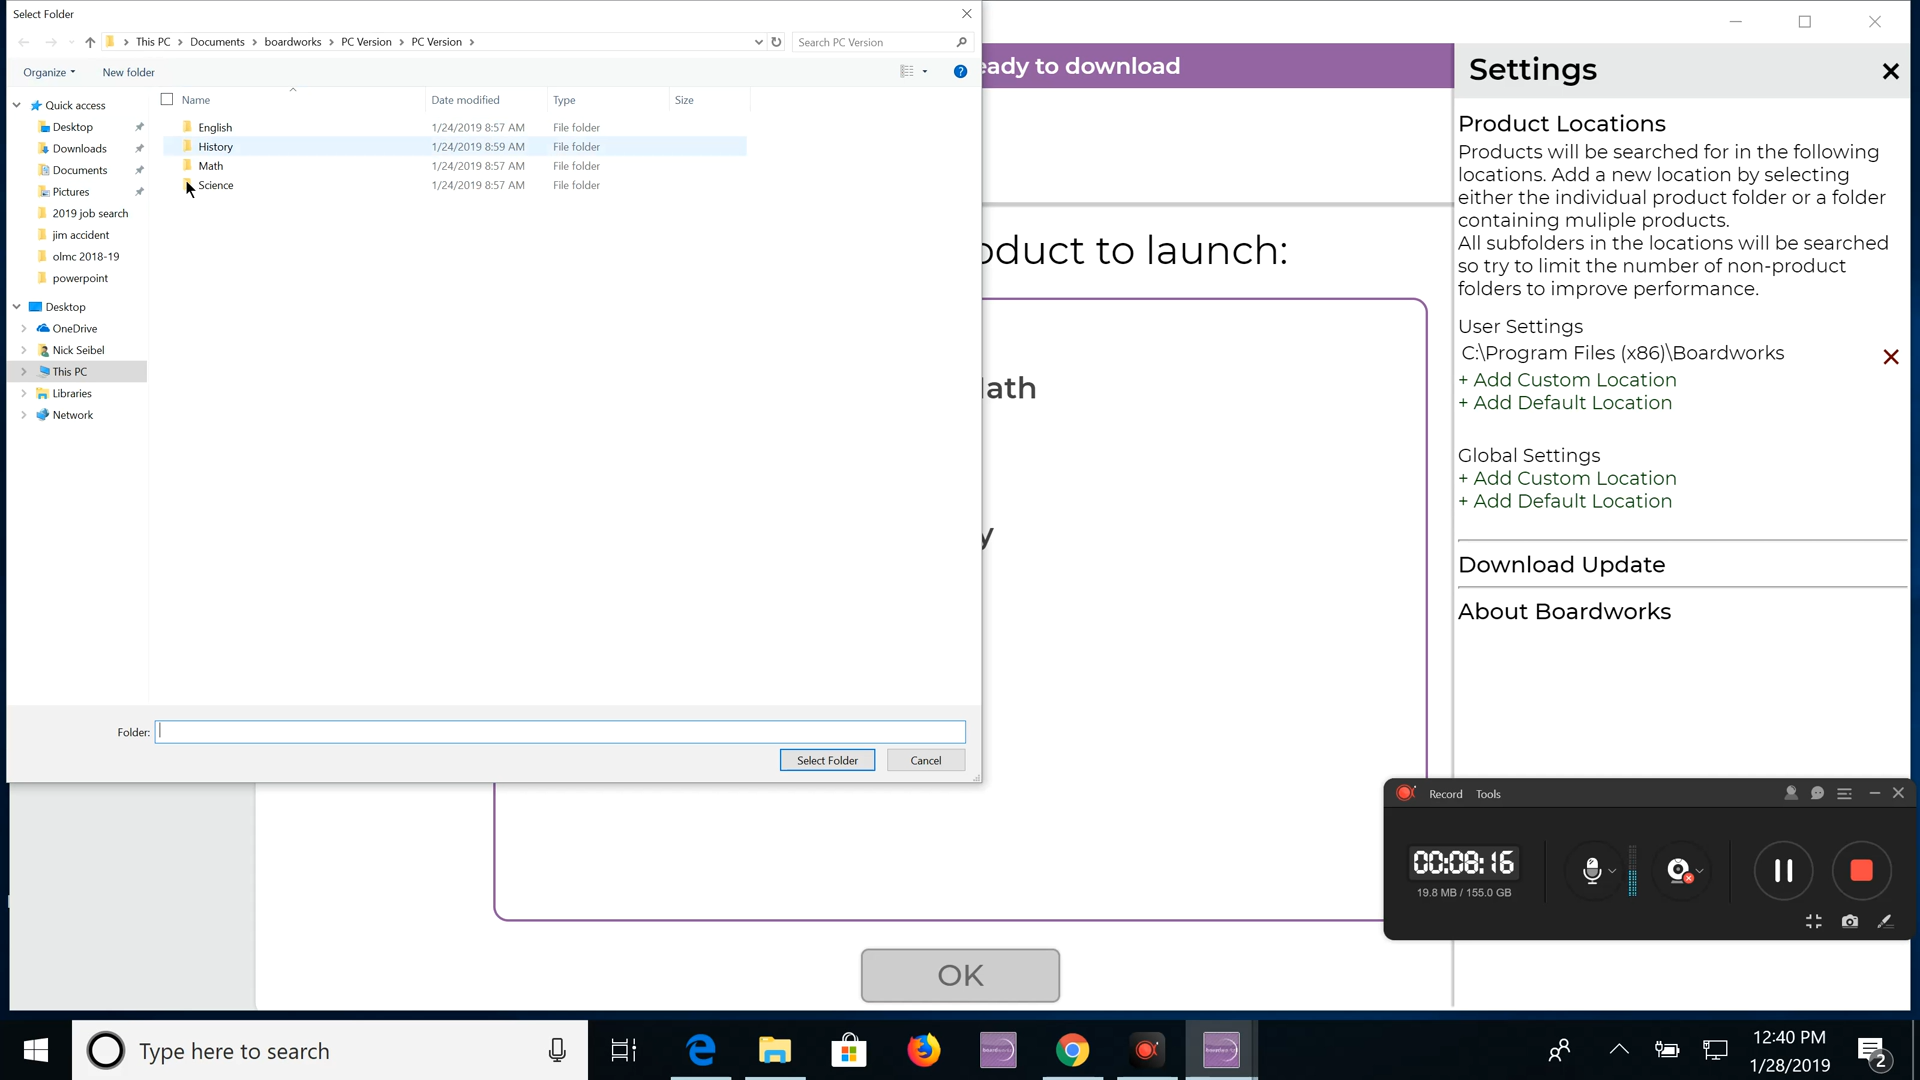 Select Folder
This PC > Documents > boardworks > PC Version > PC Version >
Search PC Version
Organize
New folder
Name
Date modified
Type
Size
Quick access
Desktop
Downloads
Documents
Pictures
2019 job search
jim accident
olmc 2018-19
powerpoint
Desktop
OneDrive
Nick Seibel
This PC
Libraries
Network
English 1/24/2019 8:57 AM File folder
History 1/24/2019 8:59 AM File folder
Math 1/24/2019 8:57 AM File folder
Science 1/24/2019 8:57 AM File folder
Folder:
Select Folder
Cancel
eady to download
oduct to launch:
ath
y
OK
Settings
Product Locations
Products will be searched for in the following
locations. Add a new location by selecting
either the individual product folder or a folder
containing muliple products.
All subfolders in the locations will be searched
so try to limit the number of non-product
folders to improve performance.
User Settings
C:\Program Files (x86)\Boardworks
+ Add Custom Location
+ Add Default Location
Global Settings
+ Add Custom Location
+ Add Default Location
Download Update
About Boardworks
Record Tools
00:08:16
19.8 MB / 155.0 GB
Type here to search
12:40 PM
1/28/2019
2